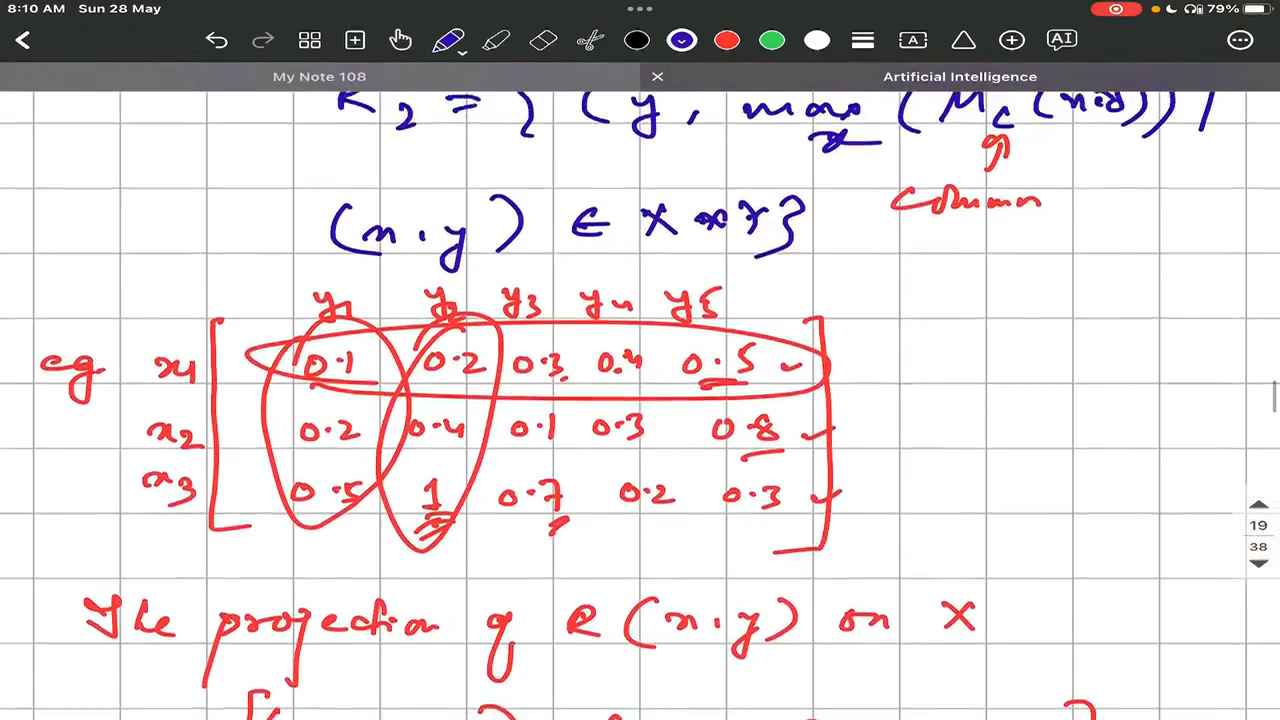 8:10 AM Sun 28 May
79%
A
AI
My Note 108
Artificial Intelligence
R2 = { (y, max x (Mc (x,y)) |
column
(x, y) ∈ X × Y }
y1 y2 y3 y4 y5
eg x1 0.1 0.2 0.3 0.4 0.5
x2 0.2 0.4 0.1 0.3 0.8
x3 0.5 1 0.7 0.2 0.3
19
38
The projection of R (x, y) on X